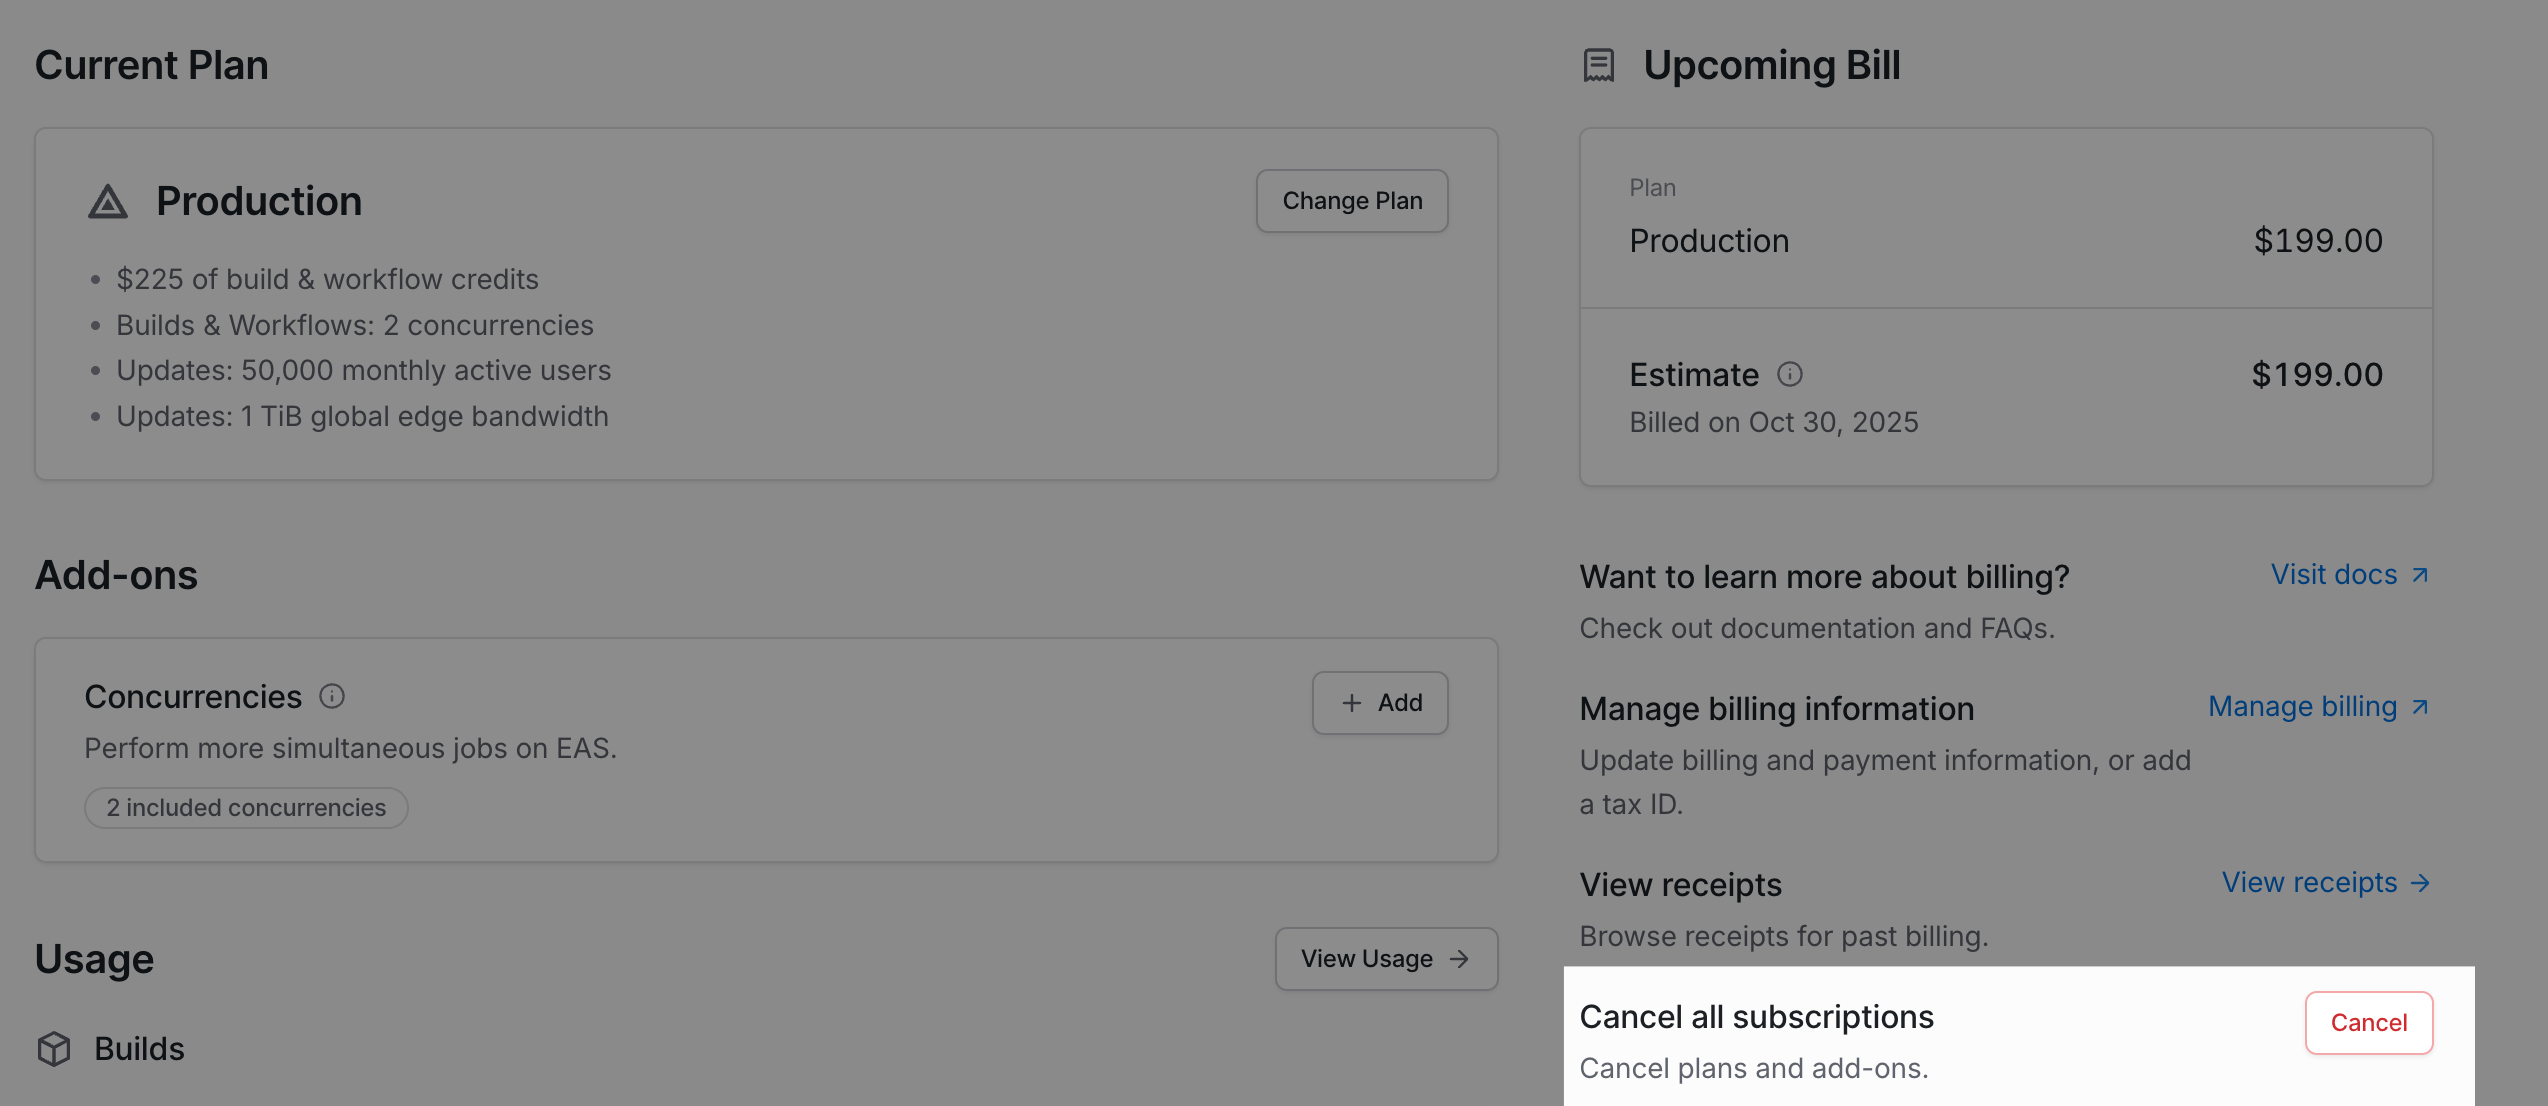 Current Plan
Production
Change Plan
• $225 of build & workflow credits
• Builds & Workflows: 2 concurrencies
• Updates: 50,000 monthly active users
• Updates: 1 TiB global edge bandwidth
Add-ons
Concurrencies
+ Add
Perform more simultaneous jobs on EAS.
2 included concurrencies
Usage
View Usage →
Builds
Upcoming Bill
Plan
Production $199.00
Estimate $199.00
Billed on Oct 30, 2025
Want to learn more about billing?
Visit docs ↗
Check out documentation and FAQs.
Manage billing information
Manage billing ↗
Update billing and payment information, or add
a tax ID.
View receipts
View receipts →
Browse receipts for past billing.
Cancel all subscriptions
Cancel
Cancel plans and add-ons.